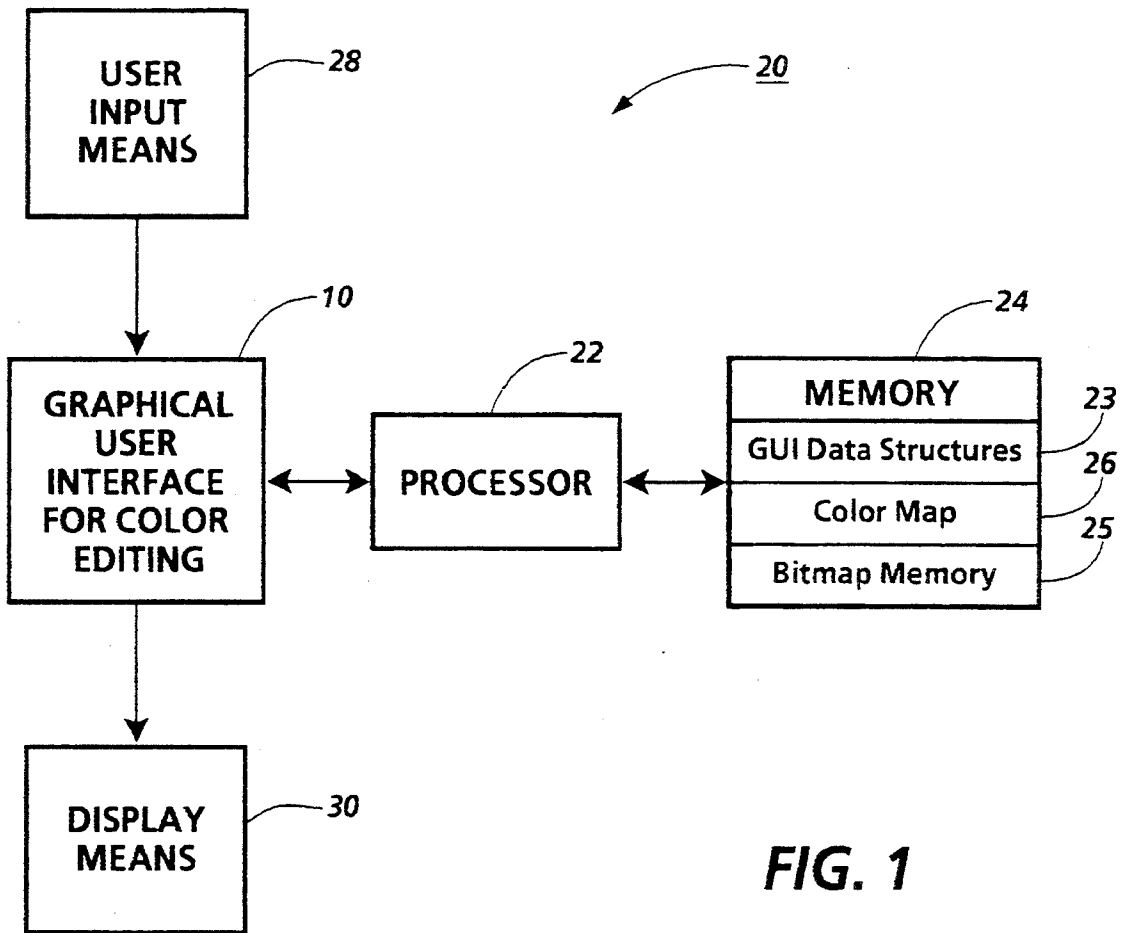 USER
INPUT
MEANS
28
20
10
GRAPHICAL
USER
INTERFACE
FOR COLOR
EDITING
22
PROCESSOR
24
MEMORY
23
GUI Data Structures
26
Color Map
25
Bitmap Memory
DISPLAY
MEANS
30
FIG. 1